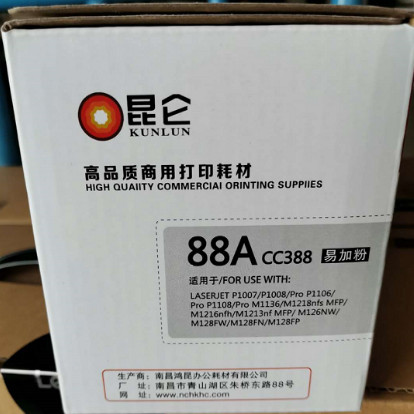 昆仑
KUNLUN
高品质商用打印耗材
HIGH QUAIITY COMMERCIAI ORINTING SUPPIIES
88A CC388 易加粉
适用于/FOR USE WITH:
LASERJET P1007/P1008/Pro P1106/
Pro P1108/Pro M1136/M1218nfs MFP/
M1216nfh/M1213nf MFP/ M126NW/
M128FW/M128FN/M128FP
生产商：南昌鸿昆办公耗材有限公司
厂 址：南昌市青山湖区朱桥东路88号
网 址：www.nchkhc.com